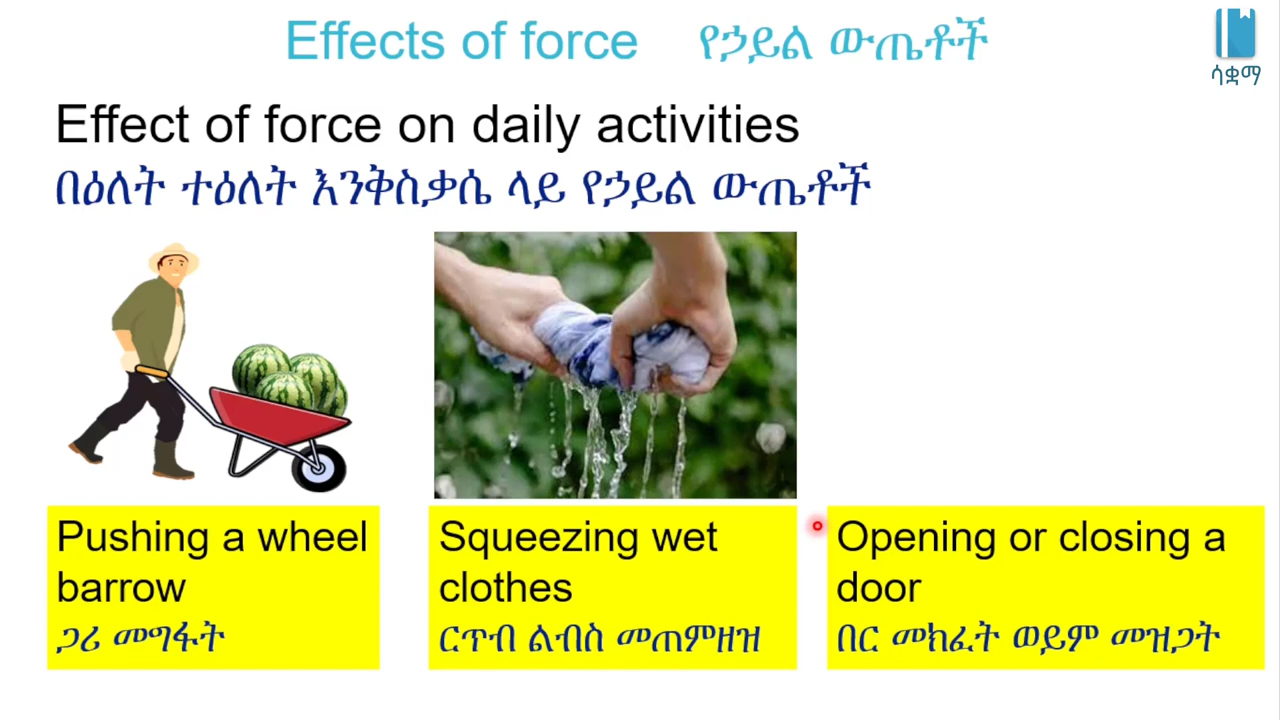 Effects of force የኃይል ውጤቶች
ሳቋማ
Effect of force on daily activities
በዕለት ተዕለት እንቅስቃሴ ላይ የኃይል ውጤቶች
Pushing a wheel
barrow
ጋሪ መግፋት
Squeezing wet
clothes
ርጥብ ልብስ መጠምዘዝ
Opening or closing a
door
በር መክፈት ወይም መዝጋት